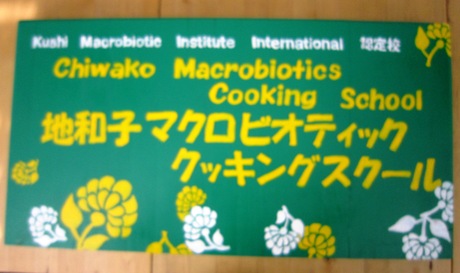 Kushi Macrobiotic Institute International 認定校
Chiwako Macrobiotics
Cooking School
地和子マクロビオティック
クッキングスクール